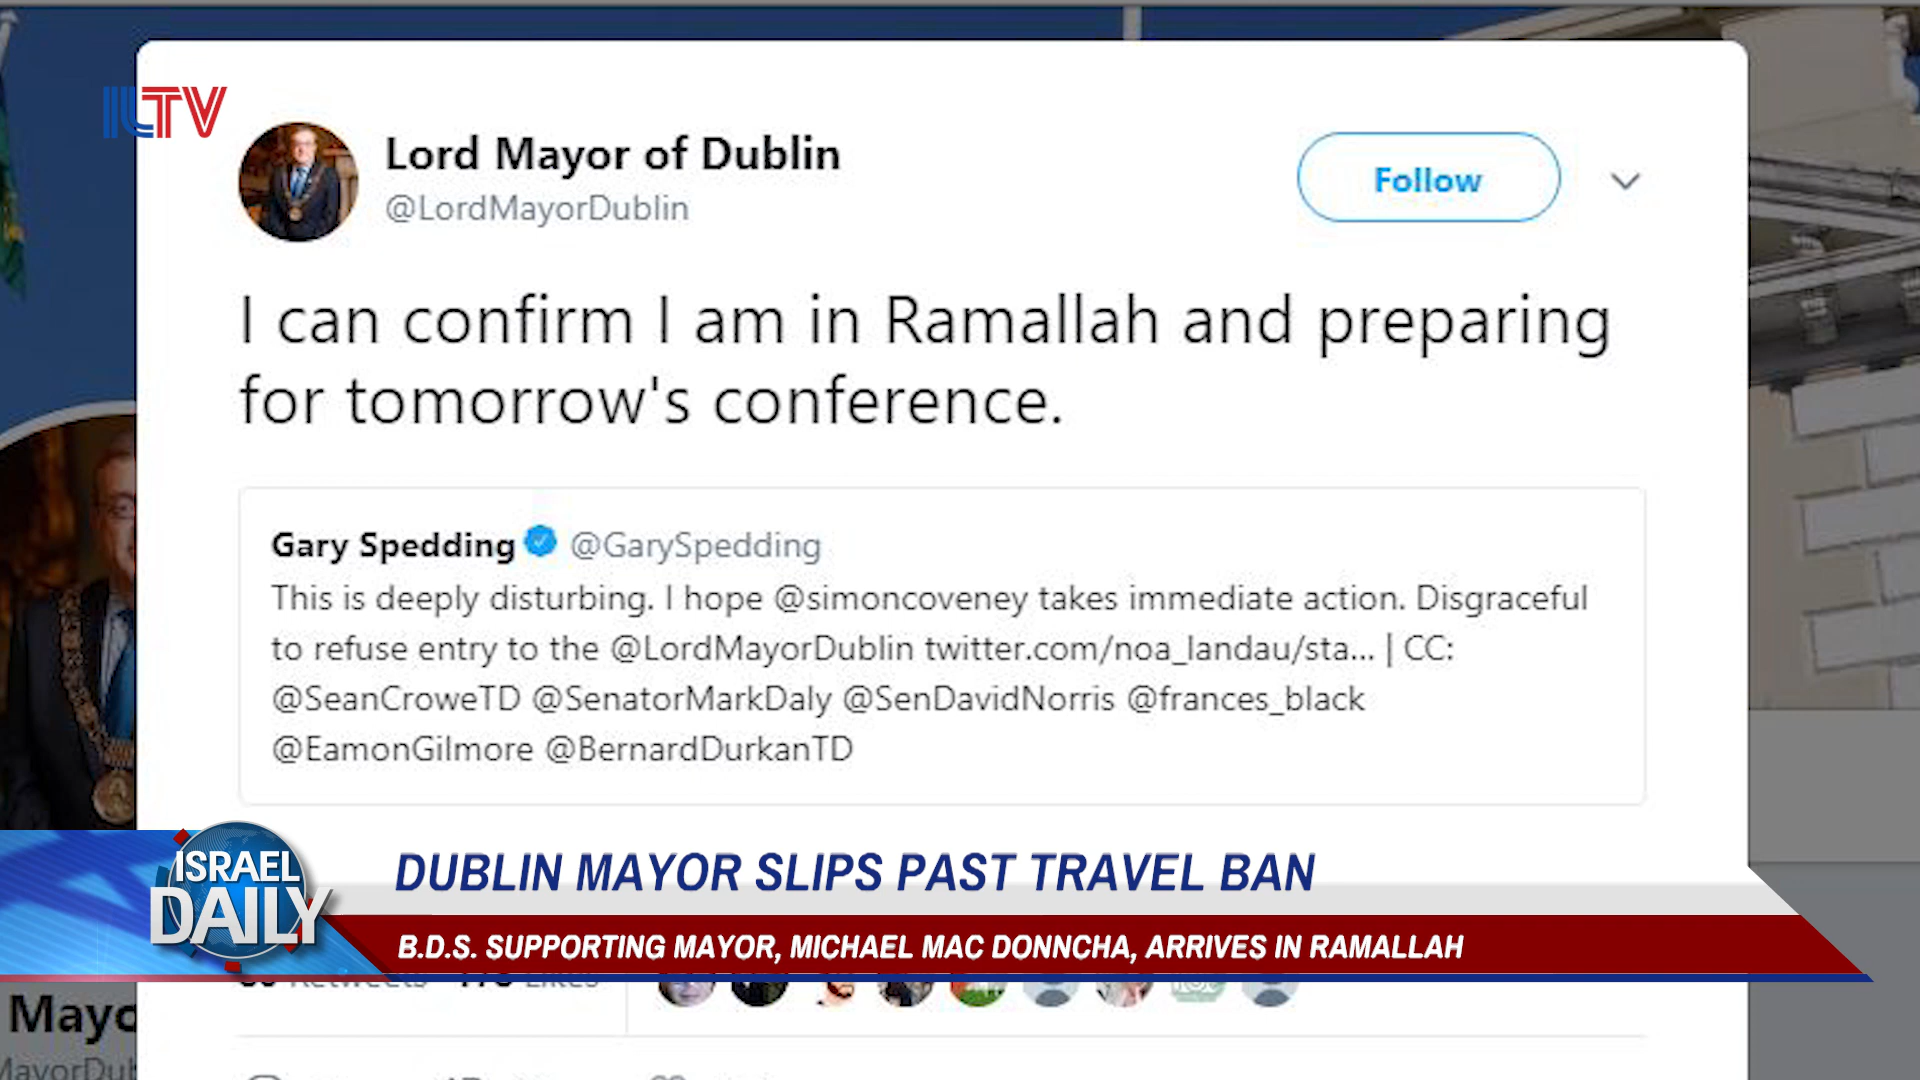 ILTV
Lord Mayor of Dublin
@LordMayorDublin
Follow
I can confirm I am in Ramallah and preparing
for tomorrow's conference.
Gary Spedding @GarySpedding
This is deeply disturbing. I hope @simoncoveney takes immediate action. Disgraceful
to refuse entry to the @LordMayorDublin twitter.com/noa_landau/sta... | CC:
@SeanCroweTD @SenatorMarkDaly @SenDavidNorris @frances_black
@EamonGilmore @BernardDurkanTD
ISRAEL
DAILY
DUBLIN MAYOR SLIPS PAST TRAVEL BAN
B.D.S. SUPPORTING MAYOR, MICHAEL MAC DONNCHA, ARRIVES IN RAMALLAH
Retweets Likes